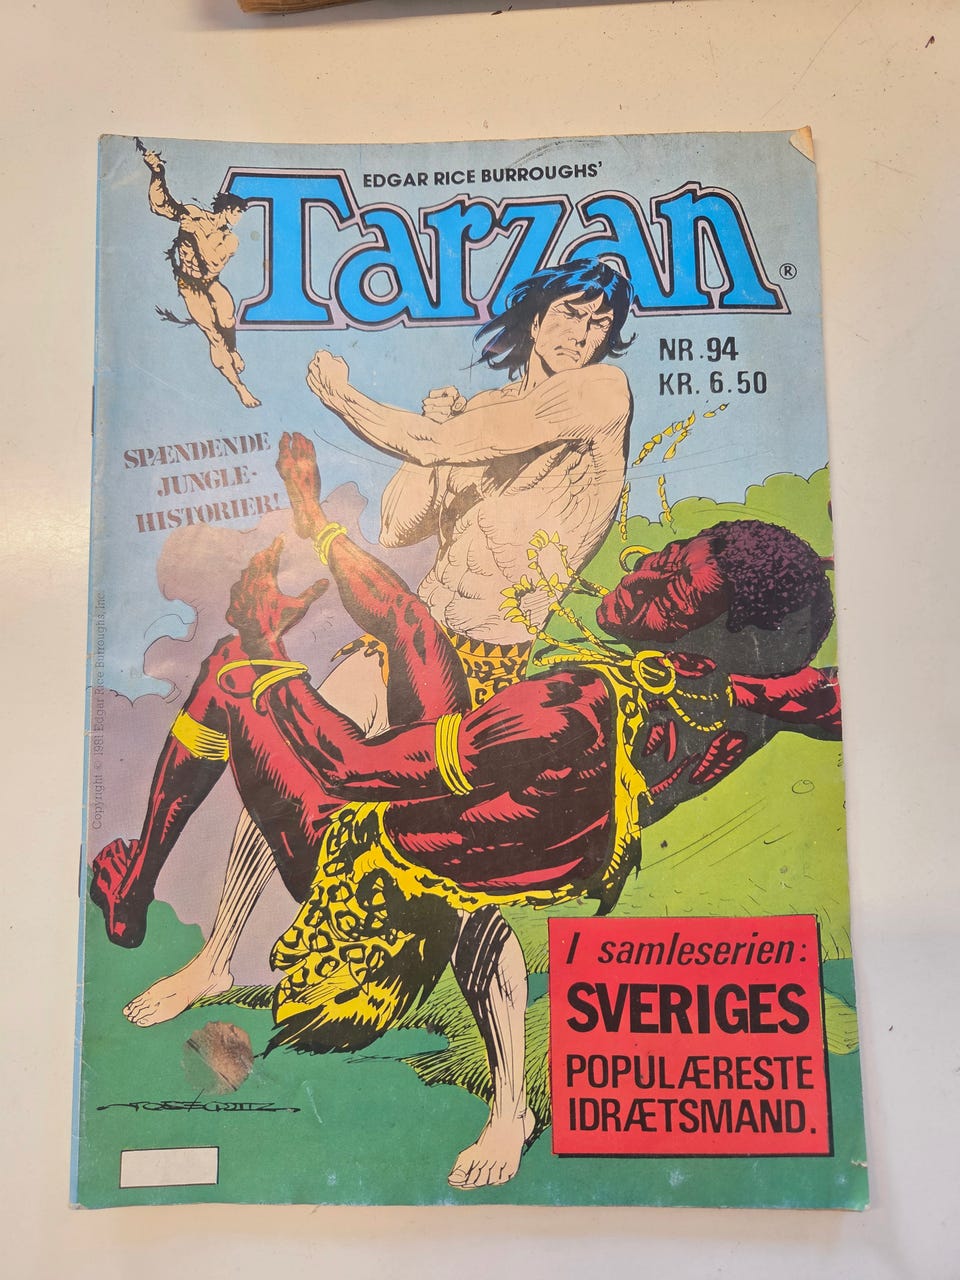 EDGAR RICE BURROUGHS'
Tarzan ®
NR. 94
KR. 6.50
SPÆNDENDE
JUNGLE-
HISTORIER!
Copyright © 1981 Edgar Rice Burroughs, Inc.
I samleserien:
SVERIGES
POPULÆRESTE
IDRÆTSMAND.